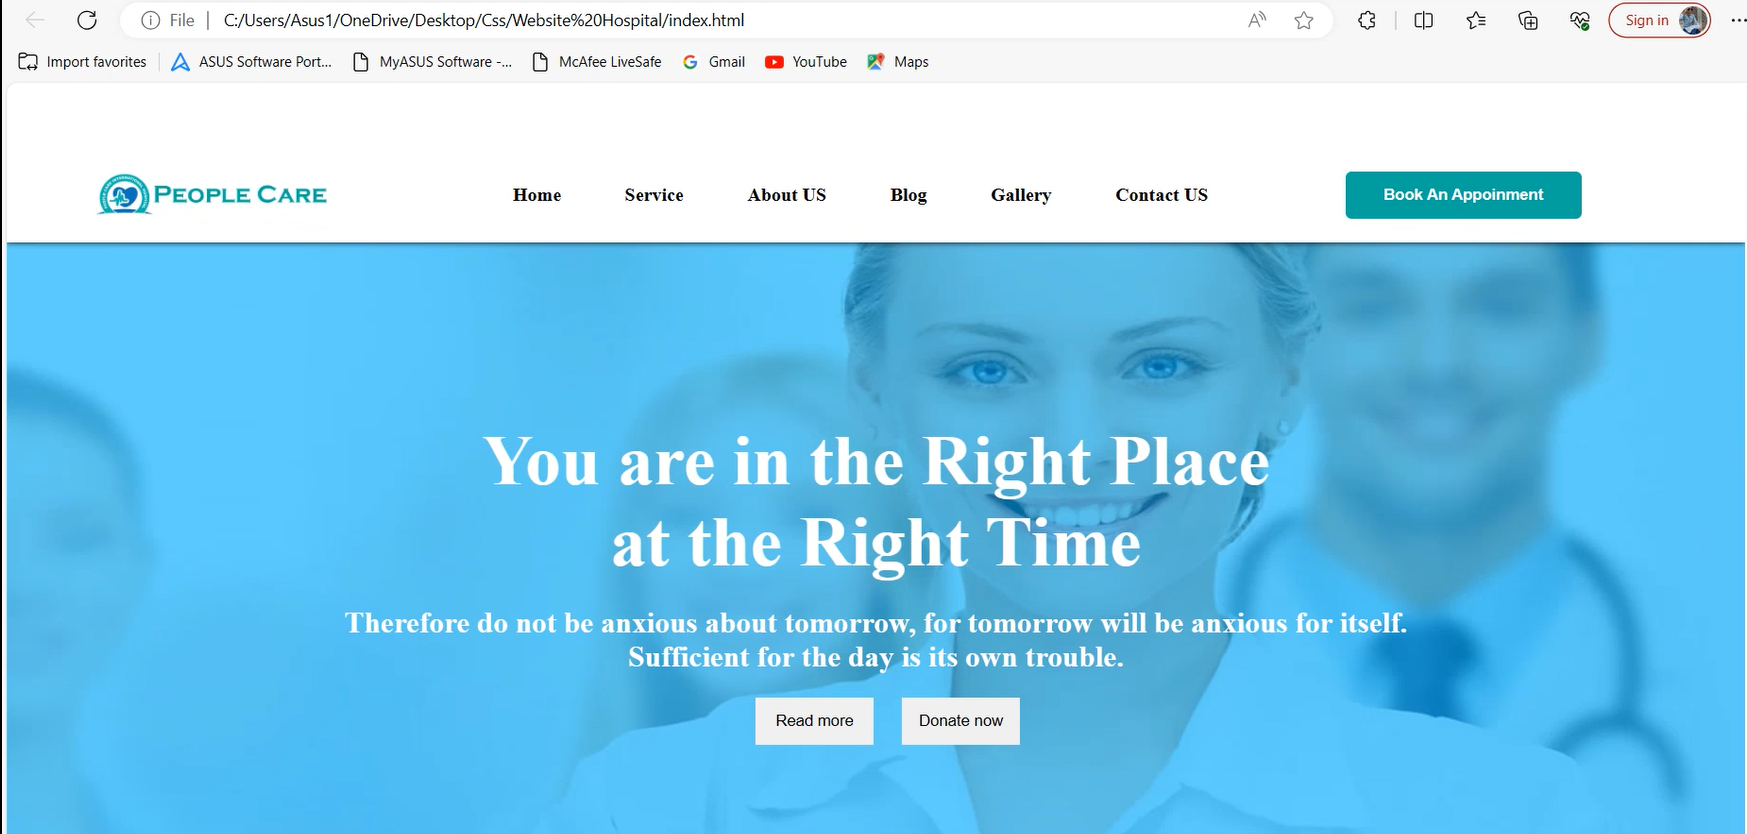 File
C:/Users/Asus1/OneDrive/Desktop/Css/Website%20Hospital/index.html
Sign in
Import favorites
ASUS Software Port...
MyASUS Software -...
McAfee LiveSafe
Gmail
YouTube
Maps
PEOPLE CARE
Home
Service
About US
Blog
Gallery
Contact US
Book An Appoinment
You are in the Right Place
at the Right Time
Therefore do not be anxious about tomorrow, for tomorrow will be anxious for itself.
Sufficient for the day is its own trouble.
Read more
Donate now